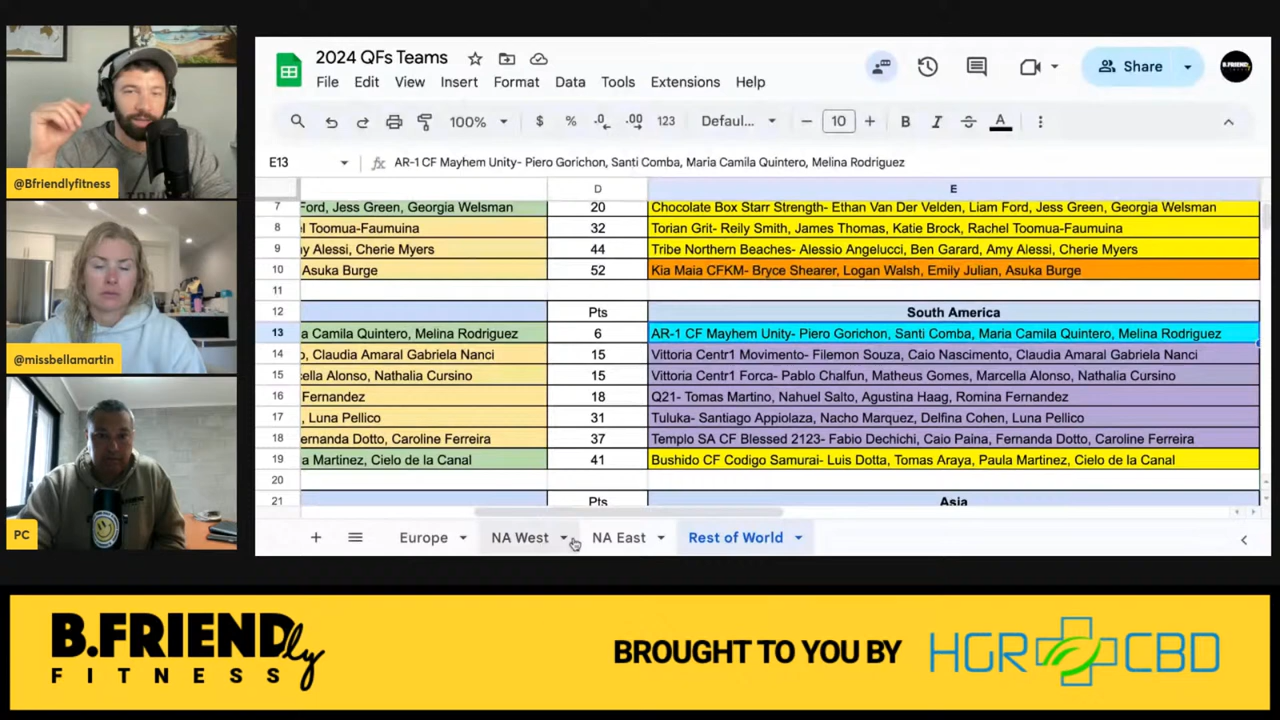 @Bfriendlyfitness
@missbellamartin
PC
2024 QFs Teams
File Edit View Insert Format Data Tools Extensions Help
Share
100% $ % .0 .00 123 Defaul... 10 B I S A
E13 fx AR-1 CF Mayhem Unity- Piero Gorichon, Santi Comba, Maria Camila Quintero, Melina Rodriguez
D E
7 Ford, Jess Green, Georgia Welsman 20 Chocolate Box Starr Strength- Ethan Van Der Velden, Liam Ford, Jess Green, Georgia Welsman
8 l Toomua-Faumuina 32 Torian Grit- Reily Smith, James Thomas, Katie Brock, Rachel Toomua-Faumuina
9 y Alessi, Cherie Myers 44 Tribe Northern Beaches- Alessio Angelucci, Ben Garard, Amy Alessi, Cherie Myers
10 Asuka Burge 52 Kia Maia CFKM- Bryce Shearer, Logan Walsh, Emily Julian, Asuka Burge
11
12 Pts South America
13 a Camila Quintero, Melina Rodriguez 6 AR-1 CF Mayhem Unity- Piero Gorichon, Santi Comba, Maria Camila Quintero, Melina Rodriguez
14 o, Claudia Amaral Gabriela Nanci 15 Vittoria Centr1 Movimento- Filemon Souza, Caio Nascimento, Claudia Amaral Gabriela Nanci
15 cella Alonso, Nathalia Cursino 15 Vittoria Centr1 Forca- Pablo Chalfun, Matheus Gomes, Marcella Alonso, Nathalia Cursino
16 Fernandez 18 Q21- Tomas Martino, Nahuel Salto, Agustina Haag, Romina Fernandez
17 , Luna Pellico 31 Tuluka- Santiago Appiolaza, Nacho Marquez, Delfina Cohen, Luna Pellico
18 ernanda Dotto, Caroline Ferreira 37 Templo SA CF Blessed 2123- Fabio Dechichi, Caio Paina, Fernanda Dotto, Caroline Ferreira
19 a Martinez, Cielo de la Canal 41 Bushido CF Codigo Samurai- Luis Dotta, Tomas Araya, Paula Martinez, Cielo de la Canal
20
21 Pts Asia
Europe NA West NA East Rest of World
B.FRIENDly
FITNESS
BROUGHT TO YOU BY
HGR CBD